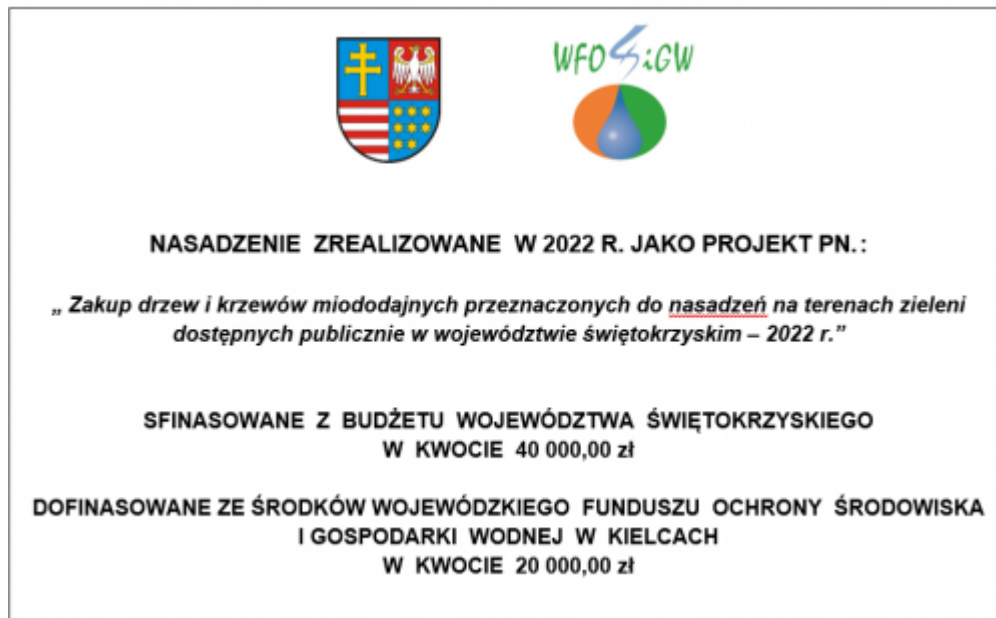 WFOŚiGW
NASADZENIE ZREALIZOWANE W 2022 R. JAKO PROJEKT PN.:
„ Zakup drzew i krzewów miododajnych przeznaczonych do nasadzeń na terenach zieleni
dostępnych publicznie w województwie świętokrzyskim – 2022 r.”
SFINASOWANE Z BUDŻETU WOJEWÓDZTWA ŚWIĘTOKRZYSKIEGO
W KWOCIE 40 000,00 zł
DOFINASOWANE ZE ŚRODKÓW WOJEWÓDZKIEGO FUNDUSZU OCHRONY ŚRODOWISKA
I GOSPODARKI WODNEJ W KIELCACH
W KWOCIE 20 000,00 zł